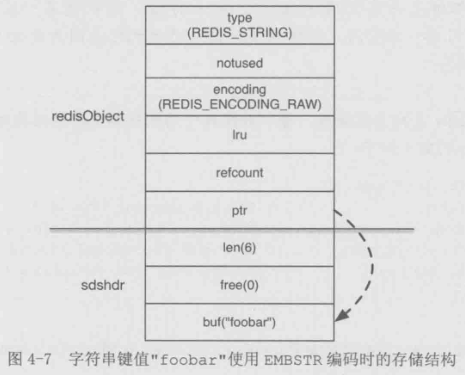 type
(REDIS_STRING)
notused
encoding
(REDIS_ENCODING_RAW)
redisObject
lru
refcount
ptr
len(6)
sdshdr
free(0)
buf("foobar")
图 4-7 字符串键值"foobar"使用 EMBSTR 编码时的存储结构